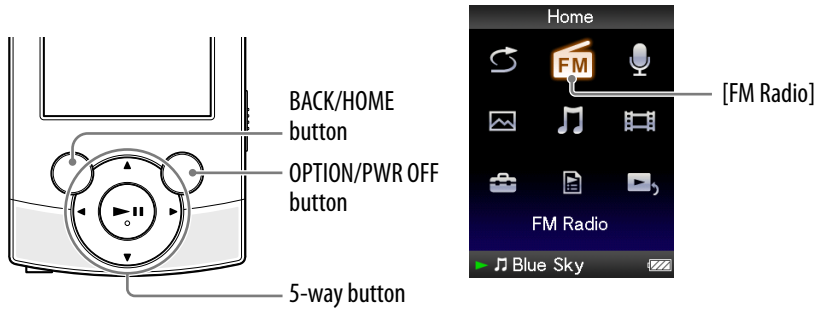 BACK/HOME
button
OPTION/PWR OFF
button
5-way button
Home
FM
[FM Radio]
FM Radio
Blue Sky